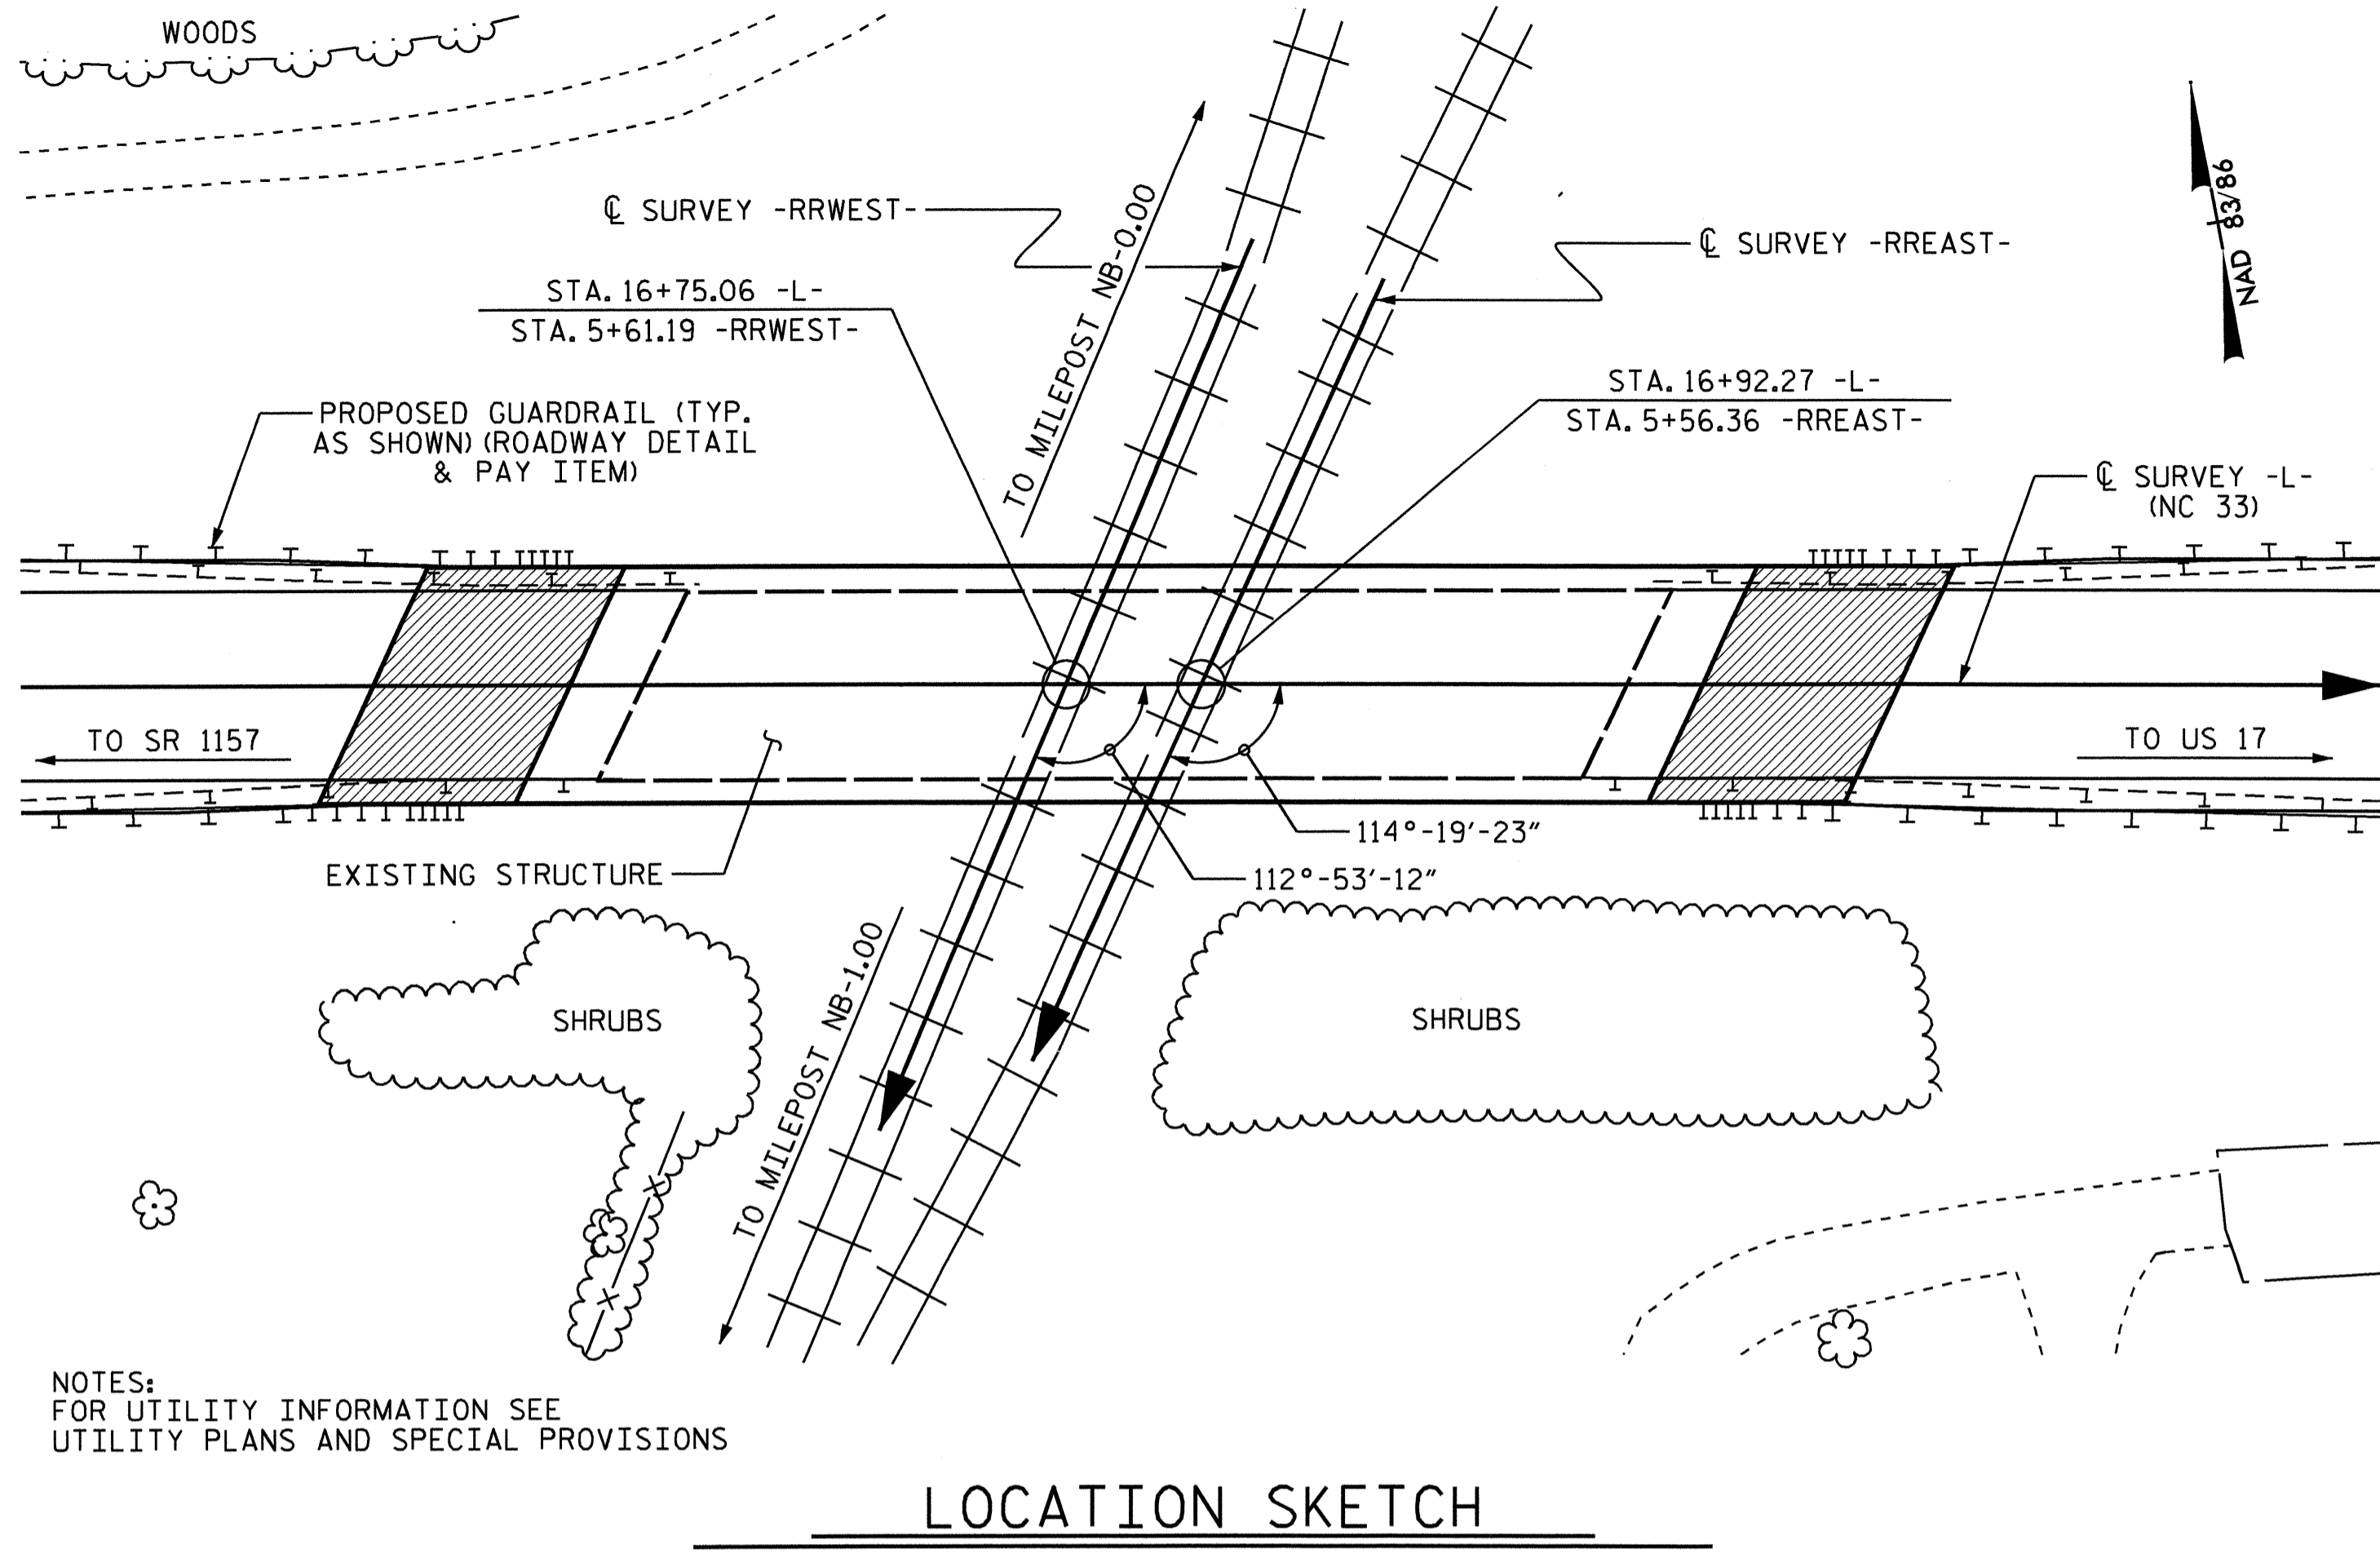 WOODS
℄ SURVEY -RRWEST-
TO MILEPOST NB-0.00
℄ SURVEY -RREAST-
NAD 83/86
STA. 16+75.06 -L-
STA. 5+61.19 -RRWEST-
STA. 16+92.27 -L-
STA. 5+56.36 -RREAST-
PROPOSED GUARDRAIL (TYP.
AS SHOWN) (ROADWAY DETAIL
& PAY ITEM)
℄ SURVEY -L-
(NC 33)
TO SR 1157
TO US 17
114°-19'-23"
112°-53'-12"
EXISTING STRUCTURE
TO MILEPOST NB-1.00
SHRUBS
SHRUBS
NOTES:
FOR UTILITY INFORMATION SEE
UTILITY PLANS AND SPECIAL PROVISIONS
LOCATION SKETCH